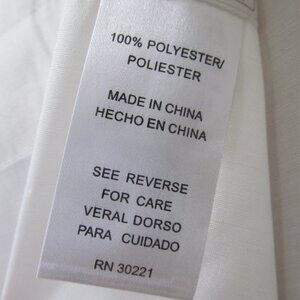 100% POLYESTER/
POLIESTER
MADE IN CHINA
HECHO EN CHINA
SEE REVERSE
FOR CARE
VERAL DORSO
PARA CUIDADO
RN 30221